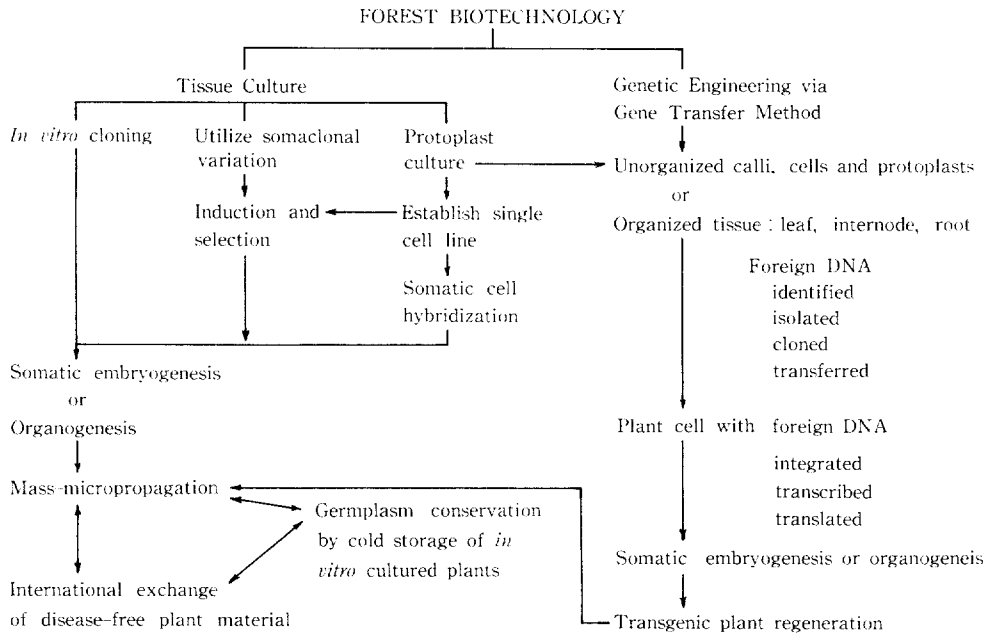 FOREST BIOTECHNOLOGY
Tissue Culture
Genetic Engineering via
Gene Transfer Method
In vitro cloning
Utilize somaclonal
variation
Protoplast
culture
Unorganized calli, cells and protoplasts
or
Organized tissue : leaf, internode, root
Induction and
selection
Establish single
cell line
Somatic cell
hybridization
Foreign DNA
identified
isolated
cloned
transferred
Somatic embryogenesis
or
Organogenesis
Plant cell with foreign DNA
integrated
transcribed
translated
Mass-micropropagation
Germplasm conservation
by cold storage of in
vitro cultured plants
Somatic embryogenesis or organogeneis
International exchange
of disease-free plant material
Transgenic plant regeneration